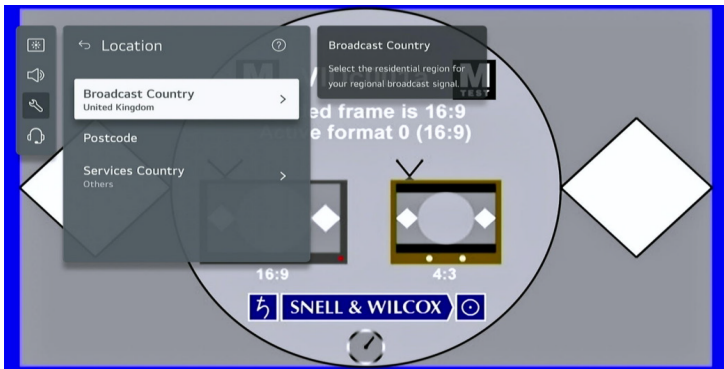 Location
Broadcast Country
United Kingdom
Postcode
Services Country
Others
Broadcast Country
Select the residential region for
your regional broadcast signal.
TEST
ed frame is 16:9
e format 0 (16:9)
16:9
4:3
SNELL & WILCOX